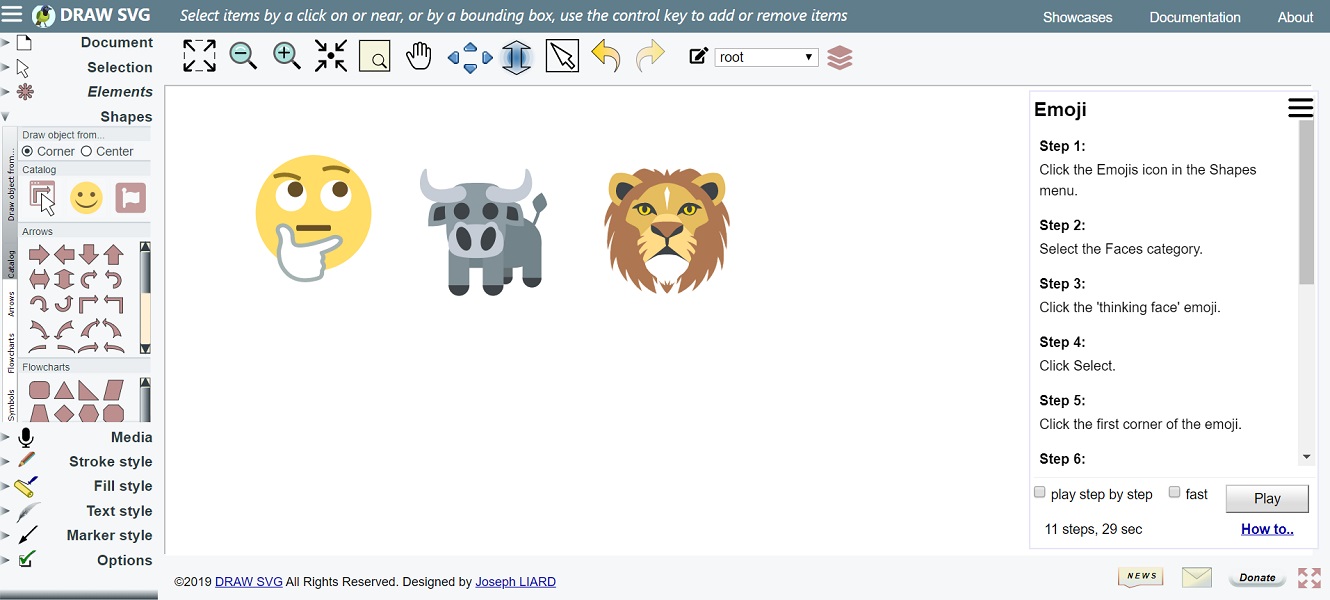 DRAW SVG
Select items by a click on or near, or by a bounding box, use the control key to add or remove items
Showcases
Documentation
About
Document
Selection
Elements
Shapes
Draw object from...
Corner
Center
Catalog
Arrows
Flowcharts
Draw object from...
Catalog
Arrows
Flowcharts
Symbols
Media
Stroke style
Fill style
Text style
Marker style
Options
root
Emoji
Step 1:
Click the Emojis icon in the Shapes
menu.
Step 2:
Select the Faces category.
Step 3:
Click the 'thinking face' emoji.
Step 4:
Click Select.
Step 5:
Click the first corner of the emoji.
Step 6:
play step by step
fast
Play
11 steps, 29 sec
How to..
©2019 DRAW SVG All Rights Reserved. Designed by Joseph LIARD
NEWS
Donate